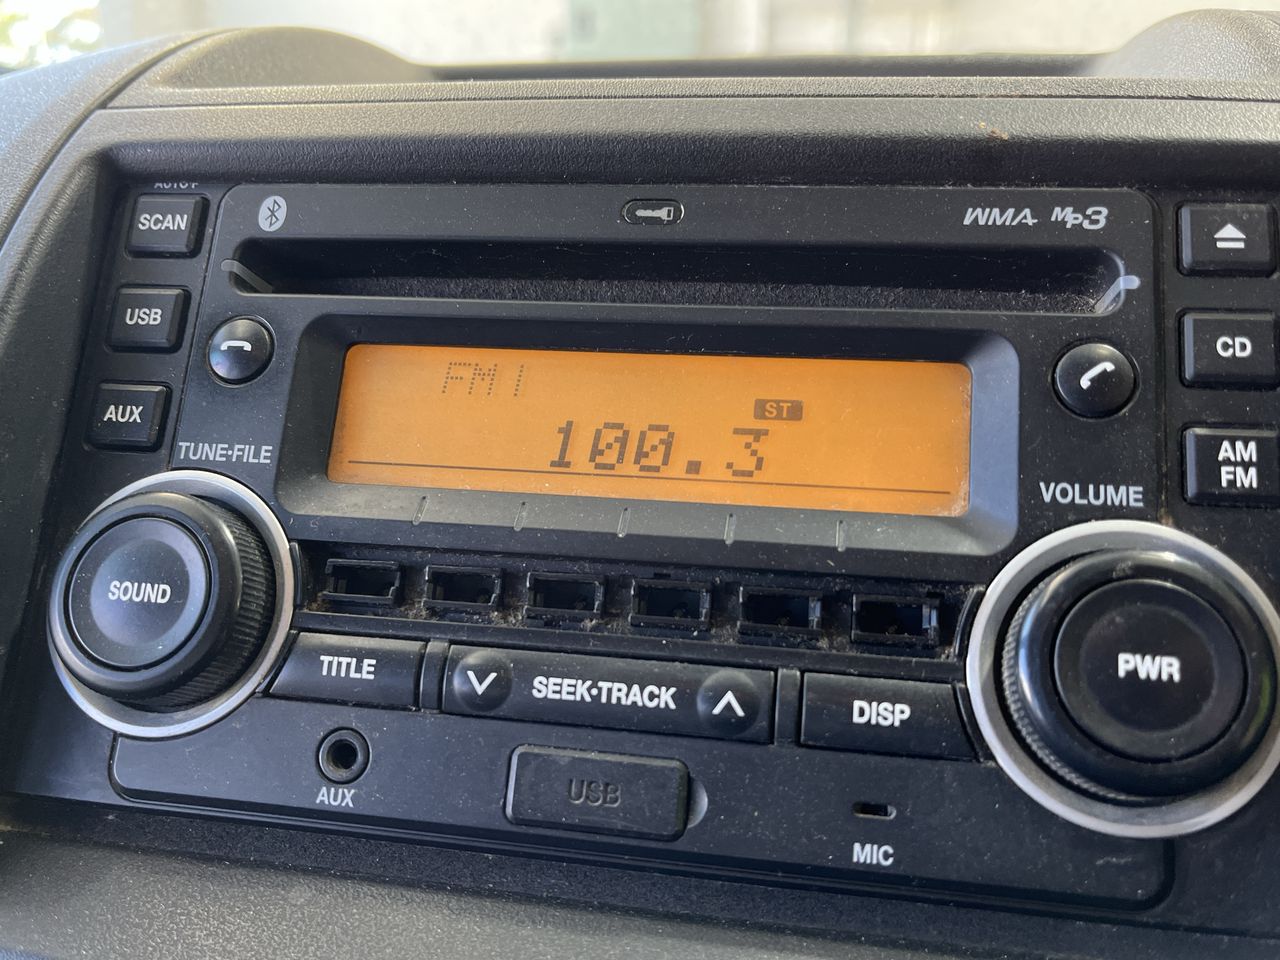 AUTO·P
SCAN
WMA MP3
USB
CD
AUX
FM1
ST
100.3
AM
FM
TUNE·FILE
VOLUME
SOUND
PWR
TITLE
SEEK·TRACK
DISP
AUX
USB
MIC